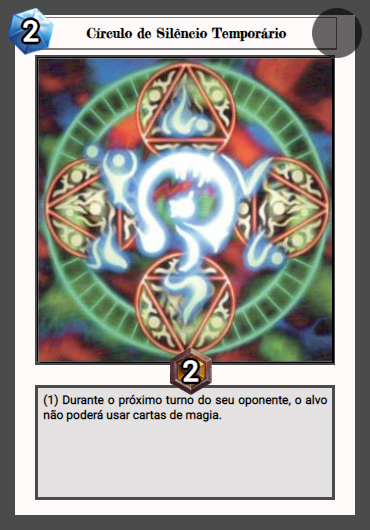 2
Círculo de Silêncio Temporário
2
(1) Durante o próximo turno do seu oponente, o alvo
não poderá usar cartas de magia.